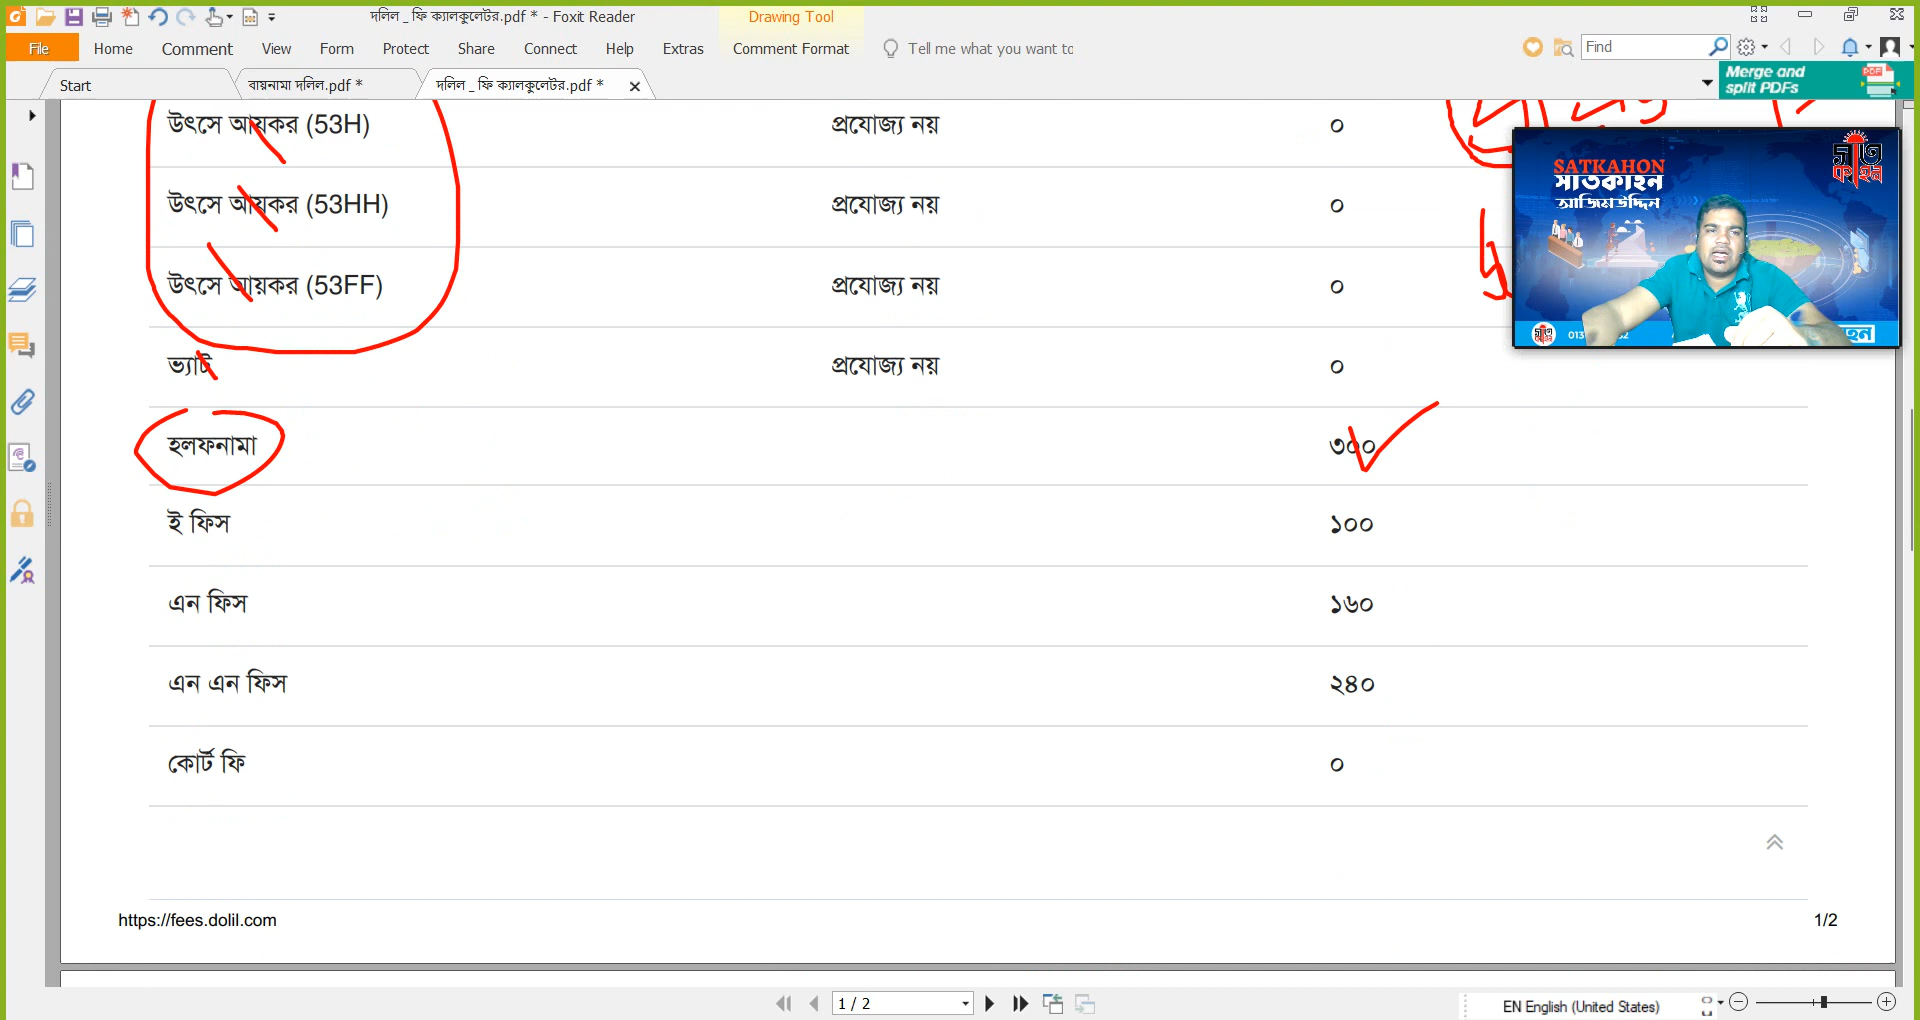 দলিল _ ফি ক্যালকুলেটর.pdf * - Foxit Reader
Drawing Tool
File Home Comment View Form Protect Share Connect Help Extras Comment Format Tell me what you want to Find
Start বায়নামা দলিল.pdf * দলিল _ ফি ক্যালকুলেটর.pdf *
Merge and
split PDFs
PDF
উৎসে আয়কর (53H) প্রযোজ্য নয় ০
উৎসে আয়কর (53HH) প্রযোজ্য নয় ০
উৎসে আয়কর (53FF) প্রযোজ্য নয় ০
ভ্যাট প্রযোজ্য নয় ০
হলফনামা ৩০০
ই ফিস ১০০
এন ফিস ১৬০
এন এন ফিস ২৪০
কোর্ট ফি ০
SATKAHON
সাতকাহন
আজিম উদ্দিন
সাত
কাহন
https://fees.dolil.com 1/2
1 / 2
EN English (United States)